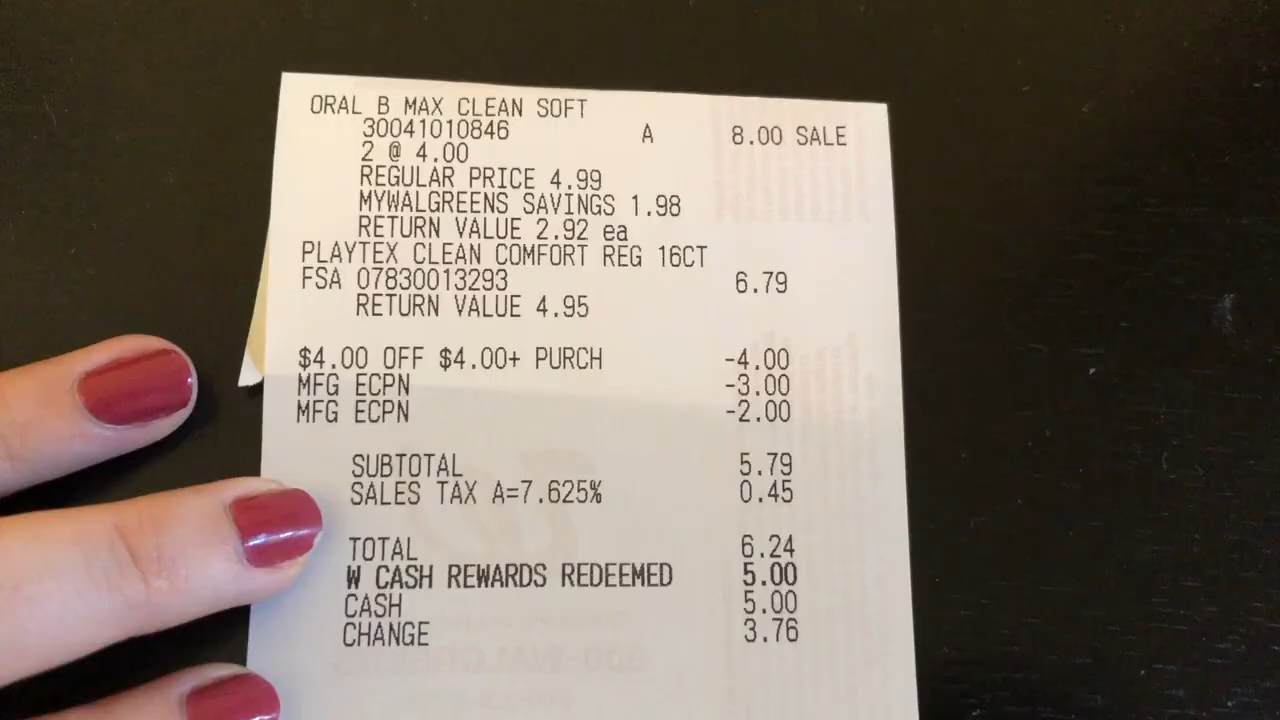 ORAL B MAX CLEAN SOFT
30041010846 A 8.00 SALE
2 @ 4.00
REGULAR PRICE 4.99
MYWALGREENS SAVINGS 1.98
RETURN VALUE 2.92 ea
PLAYTEX CLEAN COMFORT REG 16CT
FSA 07830013293 6.79
RETURN VALUE 4.95
$4.00 OFF $4.00+ PURCH -4.00
MFG ECPN -3.00
MFG ECPN -2.00
SUBTOTAL 5.79
SALES TAX A=7.625% 0.45
TOTAL 6.24
W CASH REWARDS REDEEMED 5.00
CASH 5.00
CHANGE 3.76